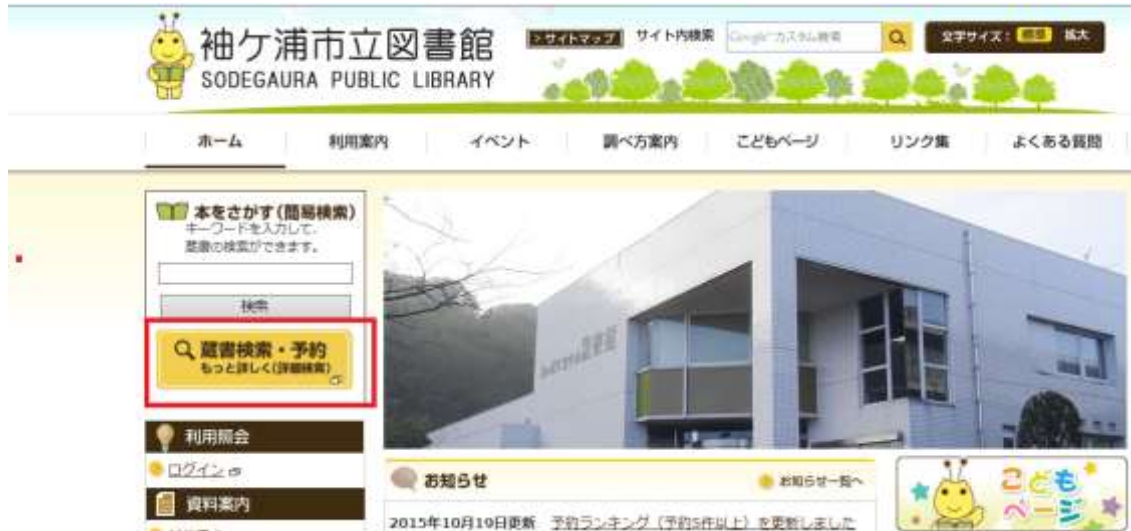 袖ケ浦市立図書館
SODEGAURA PUBLIC LIBRARY
サイトマップ サイト内検索 Google カスタム検索
文字サイズ: 標準 拡大
ホーム 利用案内 イベント 調べ方案内 こどもページ リンク集 よくある質問
本をさがす(簡易検索)
キーワードを入力して、
蔵書の検索ができます。
検索
蔵書検索・予約
もっと詳しく(詳細検索)
利用照会
ログイン
資料案内
お知らせ
お知らせ一覧へ
2015年10月19日更新 予約ランキング(予約5件以上)を更新しました
こども
ページ